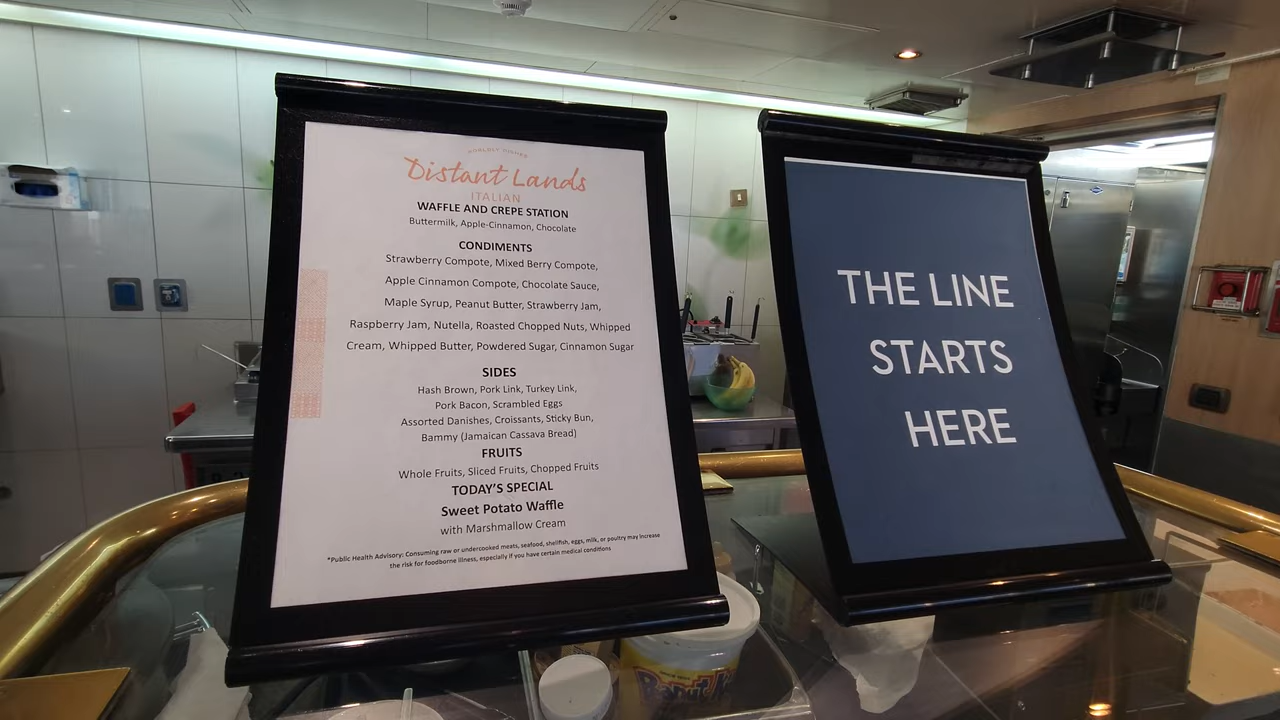 WORLDLY DISHES
Distant Lands
ITALIAN
WAFFLE AND CREPE STATION
Buttermilk, Apple-Cinnamon, Chocolate
CONDIMENTS
Strawberry Compote, Mixed Berry Compote,
Apple Cinnamon Compote, Chocolate Sauce,
Maple Syrup, Peanut Butter, Strawberry Jam,
Raspberry Jam, Nutella, Roasted Chopped Nuts, Whipped
Cream, Whipped Butter, Powdered Sugar, Cinnamon Sugar
SIDES
Hash Brown, Pork Link, Turkey Link,
Pork Bacon, Scrambled Eggs
Assorted Danishes, Croissants, Sticky Bun,
Bammy (Jamaican Cassava Bread)
FRUITS
Whole Fruits, Sliced Fruits, Chopped Fruits
TODAY'S SPECIAL
Sweet Potato Waffle
with Marshmallow Cream
*Public Health Advisory: Consuming raw or undercooked meats, seafood, shellfish, eggs, milk, or poultry may increase
the risk for foodborne illness, especially if you have certain medical conditions
THE LINE
STARTS
HERE